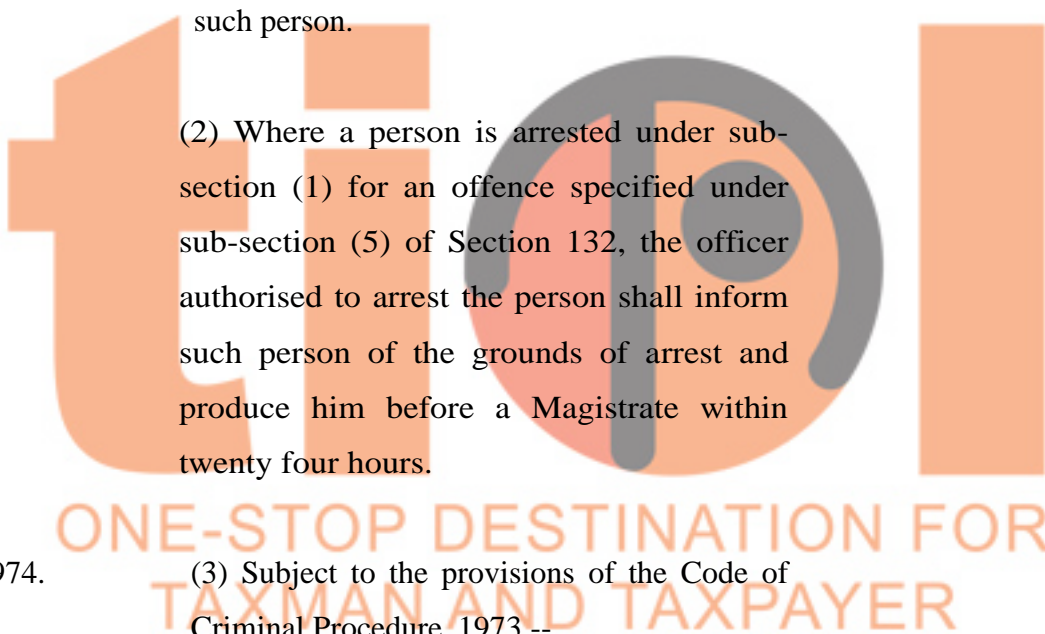 such person.
(2) Where a person is arrested under sub-
section (1) for an offence specified under
sub-section (5) of Section 132, the officer
authorised to arrest the person shall inform
such person of the grounds of arrest and
produce him before a Magistrate within
twenty four hours.
ONE-STOP DESTINATION FOR
974. (3) Subject to the provisions of the Code of
TAXMAN AND TAXPAYER
Criminal Procedure, 1973 --
tiol